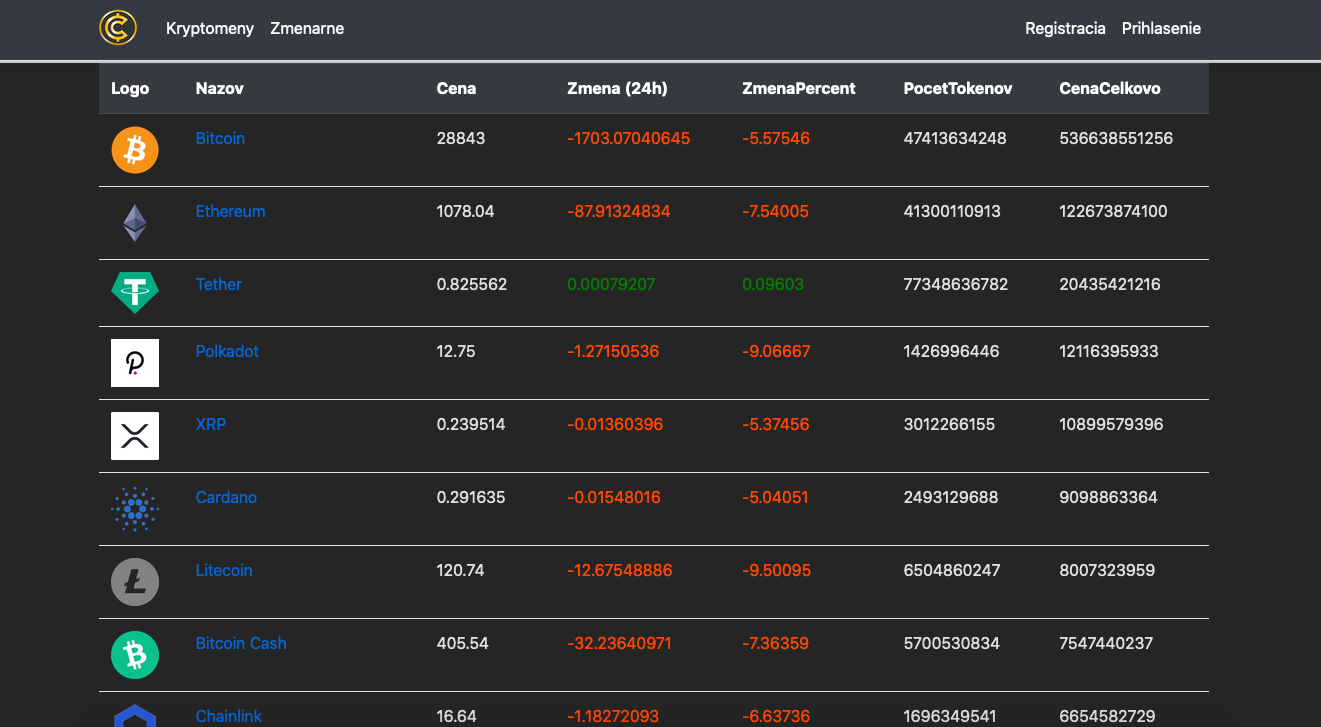 Kryptomeny Zmenarne Registracia Prihlasenie
Logo Nazov Cena Zmena (24h) ZmenaPercent PocetTokenov CenaCelkovo
Bitcoin 28843 -1703.07040645 -5.57546 47413634248 536638551256
Ethereum 1078.04 -87.91324834 -7.54005 41300110913 122673874100
Tether 0.825562 0.00079207 0.09603 77348636782 20435421216
Polkadot 12.75 -1.27150536 -9.06667 1426996446 12116395933
XRP 0.239514 -0.01360396 -5.37456 3012266155 10899579396
Cardano 0.291635 -0.01548016 -5.04051 2493129688 9098863364
Litecoin 120.74 -12.67548886 -9.50095 6504860247 8007323959
Bitcoin Cash 405.54 -32.23640971 -7.36359 5700530834 7547440237
Chainlink 16.64 -1.18272093 -6.63736 1696349541 6654582729